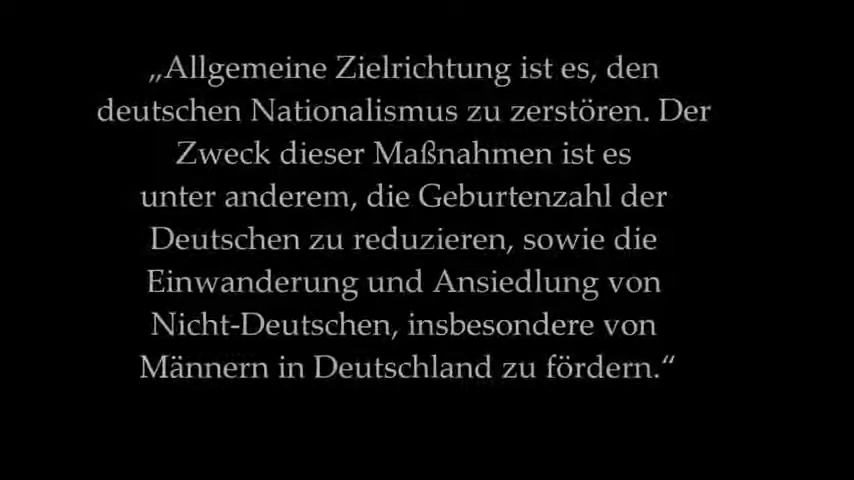 „Allgemeine Zielrichtung ist es, den
deutschen Nationalismus zu zerstören. Der
Zweck dieser Maßnahmen ist es
unter anderem, die Geburtenzahl der
Deutschen zu reduzieren, sowie die
Einwanderung und Ansiedlung von
Nicht-Deutschen, insbesondere von
Männern in Deutschland zu fördern.“